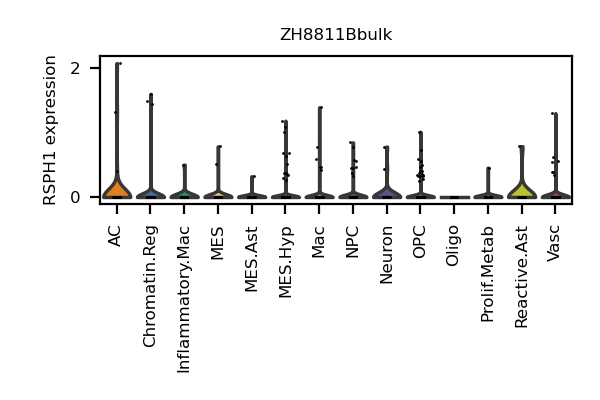 ZH8811Bbulk
RSPH1 expression
2
0
AC
Chromatin.Reg
Inflammatory.Mac
MES
MES.Ast
MES.Hyp
Mac
NPC
Neuron
OPC
Oligo
Prolif.Metab
Reactive.Ast
Vasc